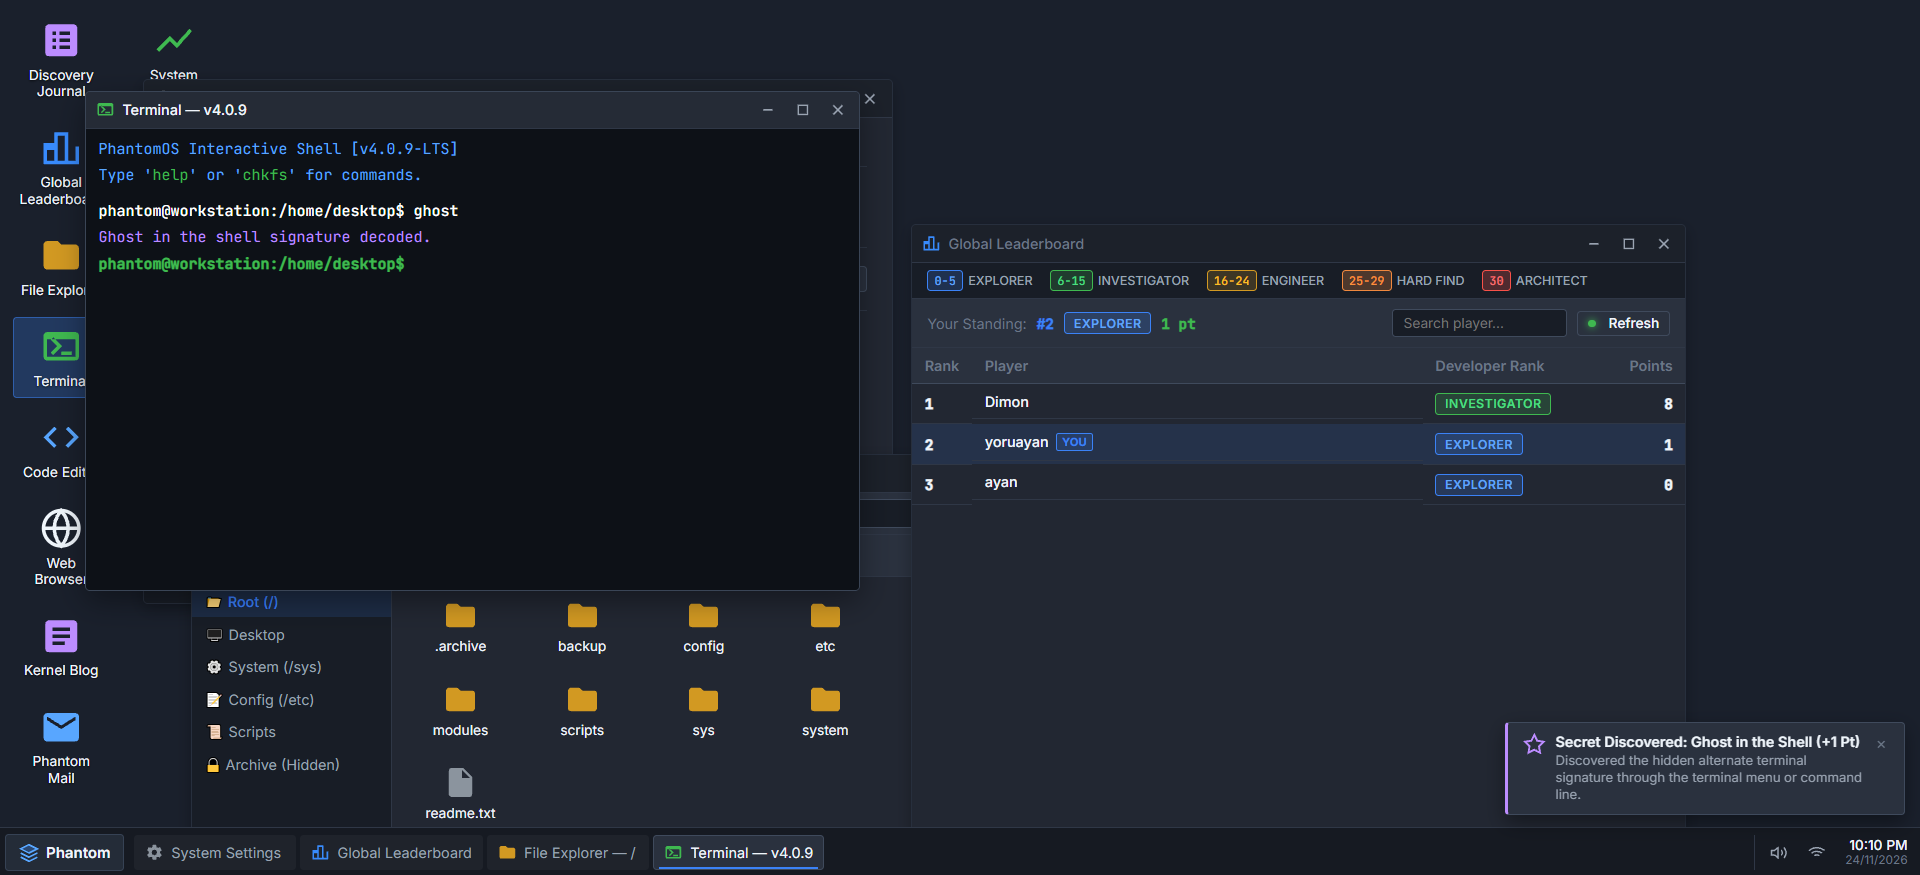 Discovery
Journal
System
Global
Leaderboa
File Explor
Termina
Code Edit
Web
Browser
Kernel Blog
Phantom
Mail
Terminal — v4.0.9
PhantomOS Interactive Shell [v4.0.9-LTS]
Type 'help' or 'chkfs' for commands.
phantom@workstation:/home/desktop$ ghost
Ghost in the shell signature decoded.
phantom@workstation:/home/desktop$
Root (/)
Desktop
System (/sys)
Config (/etc)
Scripts
Archive (Hidden)
.archive
backup
config
etc
modules
scripts
sys
system
readme.txt
Global Leaderboard
0-5 EXPLORER 6-15 INVESTIGATOR 16-24 ENGINEER 25-29 HARD FIND 30 ARCHITECT
Your Standing: #2 EXPLORER 1 pt
Search player...
Refresh
Rank Player Developer Rank Points
1 Dimon INVESTIGATOR 8
2 yoruayan YOU EXPLORER 1
3 ayan EXPLORER 0
Secret Discovered: Ghost in the Shell (+1 Pt)
Discovered the hidden alternate terminal
signature through the terminal menu or command
line.
Phantom
System Settings
Global Leaderboard
File Explorer — /
Terminal — v4.0.9
10:10 PM
24/11/2026